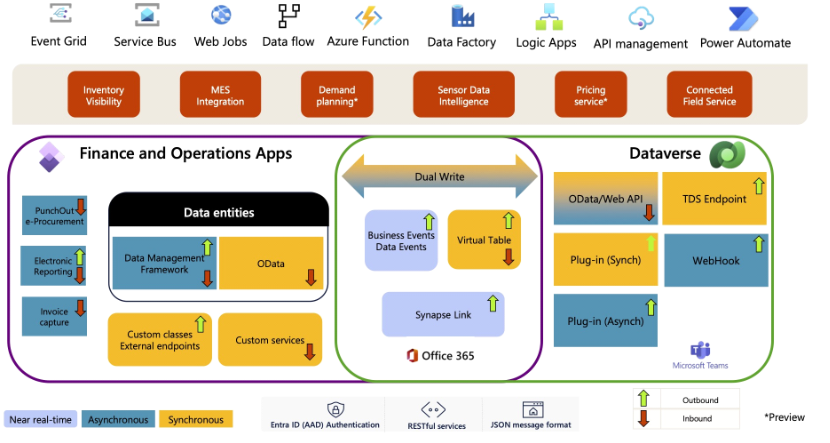 Event Grid
Service Bus
Web Jobs
Data flow
Azure Function
Data Factory
Logic Apps
API management
Power Automate
Inventory
Visibility
MES
Integration
Demand
planning*
Sensor Data
Intelligence
Pricing
service*
Connected
Field Service
Finance and Operations Apps
Dataverse
Dual Write
PunchOut
e-Procurement
Electronic
Reporting
Invoice
capture
Data entities
Data Management
Framework
OData
Custom classes
External endpoints
Custom services
Business Events
Data Events
Virtual Table
Synapse Link
Office 365
OData/Web API
TDS Endpoint
Plug-in (Synch)
WebHook
Plug-in (Asynch)
Microsoft Teams
Near real-time
Asynchronous
Synchronous
Entra ID (AAD) Authentication
RESTful services
JSON message format
Outbound
Inbound
*Preview